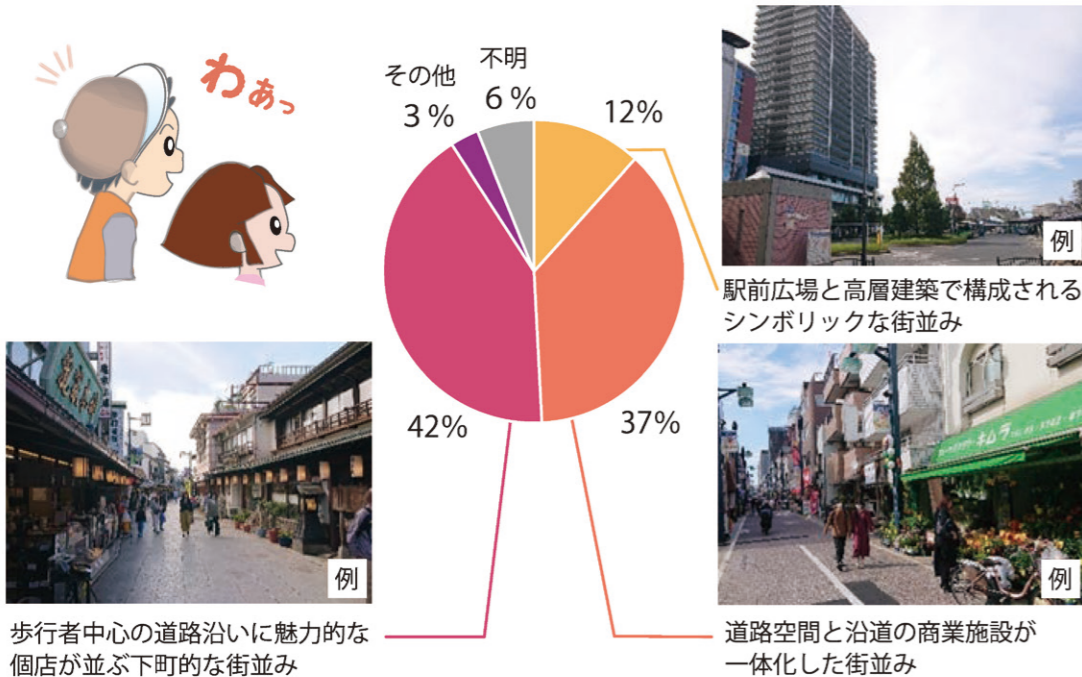 わぁっ
その他
3%
不明
6%
12%
例
駅前広場と高層建築で構成される
シンボリックな街並み
42%
37%
キムラ
例
例
歩行者中心の道路沿いに魅力的な
個店が並ぶ下町的な街並み
道路空間と沿道の商業施設が
一体化した街並み